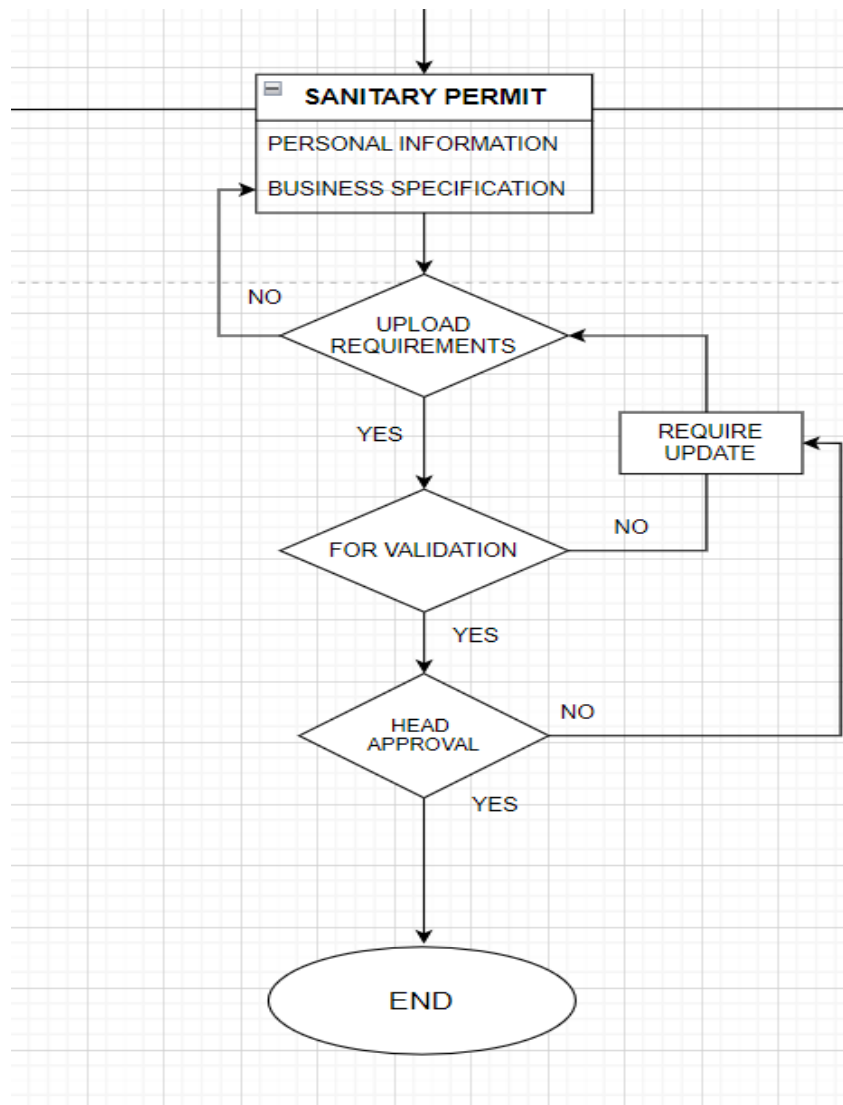 SANITARY PERMIT
PERSONAL INFORMATION
BUSINESS SPECIFICATION
NO
UPLOAD
REQUIREMENTS
YES
REQUIRE
UPDATE
NO
FOR VALIDATION
YES
NO
HEAD
APPROVAL
YES
END